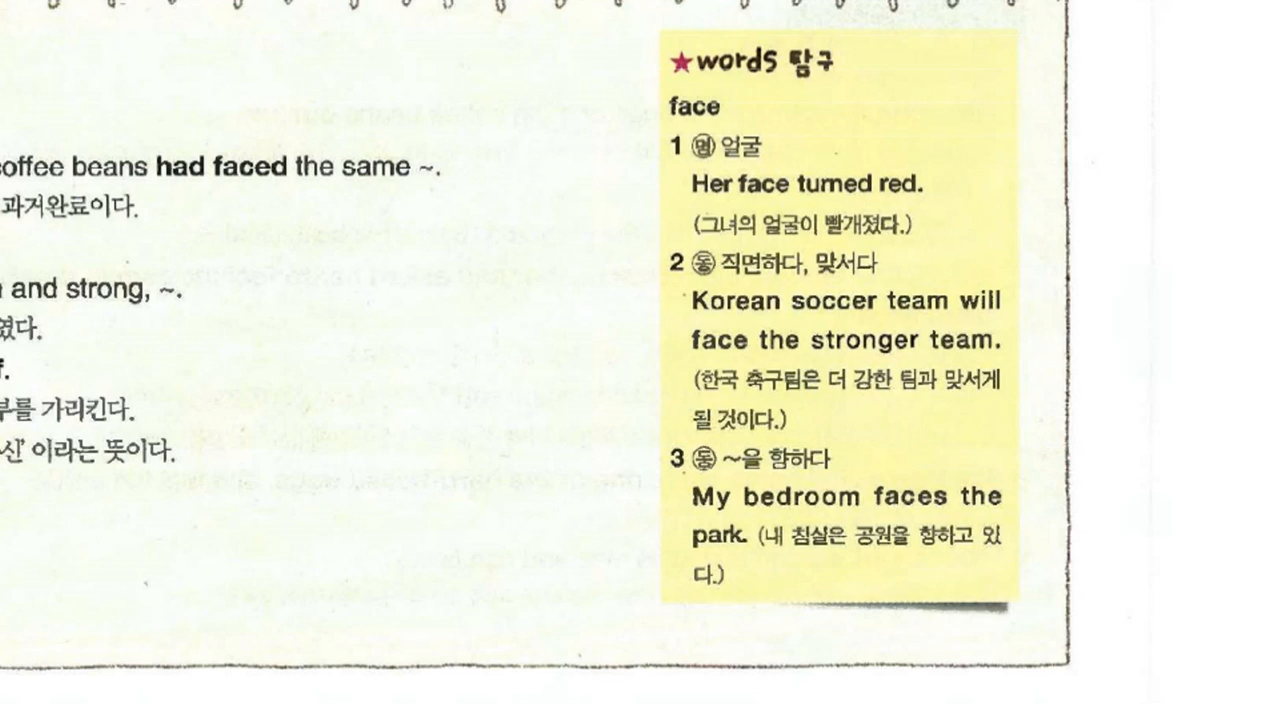 coffee beans had faced the same ~.
과거완료이다.
and strong, ~.
였다.
f.
부를 가리킨다.
신' 이라는 뜻이다.
★words 탐구
face
1 ㊔ 얼굴
Her face turned red.
(그녀의 얼굴이 빨개졌다.)
2 동 직면하다, 맞서다
Korean soccer team will
face the stronger team.
(한국 축구팀은 더 강한 팀과 맞서게
될 것이다.)
3 동 ~을 향하다
My bedroom faces the
park. (내 침실은 공원을 향하고 있
다.)